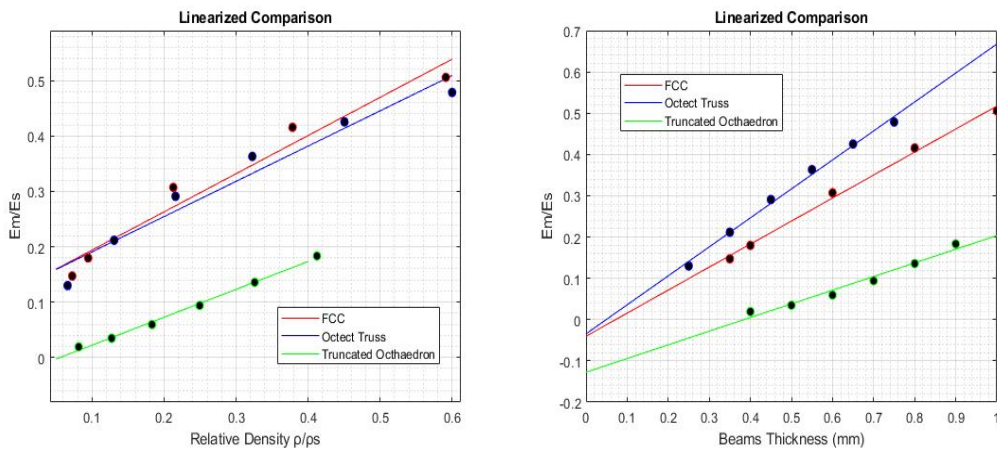 Linearized Comparison
Em/Es
0.5
0.4
0.3
0.2
0.1
0
FCC
Octect Truss
Truncated Octhaedron
0.1 0.2 0.3 0.4 0.5 0.6
Relative Density ρ/ρs
Linearized Comparison
Em/Es
0.7
0.6
0.5
0.4
0.3
0.2
0.1
0
-0.1
-0.2
FCC
Octect Truss
Truncated Octhaedron
0 0.1 0.2 0.3 0.4 0.5 0.6 0.7 0.8 0.9 1
Beams Thickness (mm)